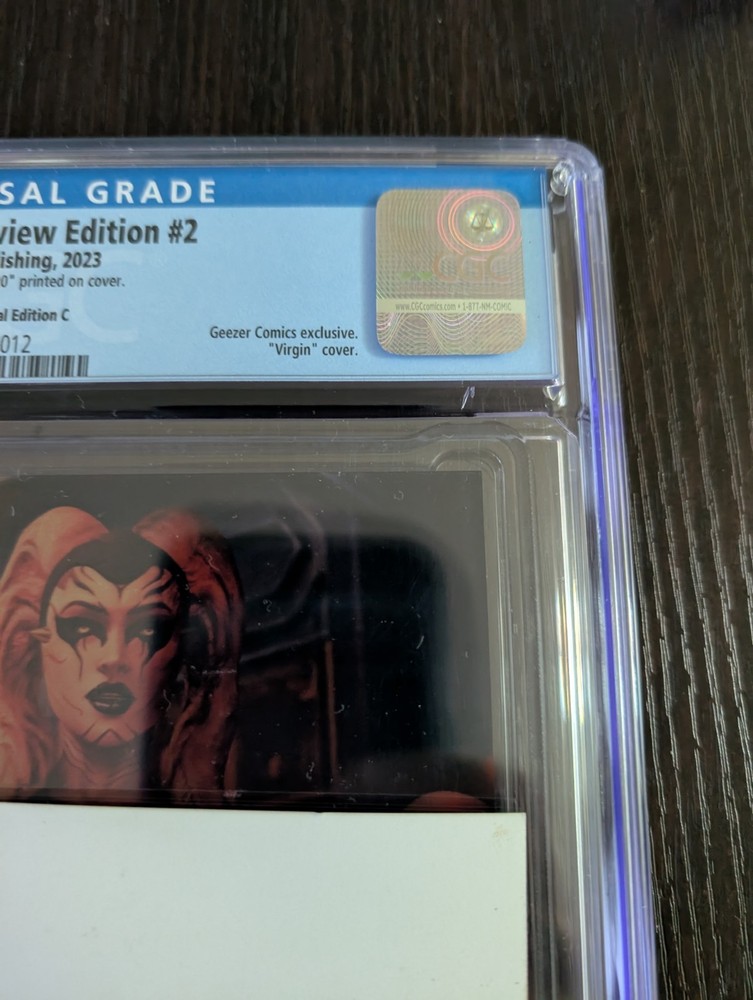 SAL GRADE
view Edition #2
ishing, 2023
0" printed on cover.
al Edition C
012
Geezer Comics exclusive.
"Virgin" cover.
CGC
www.CGCcomics.com • 1-877-NM-COMIC